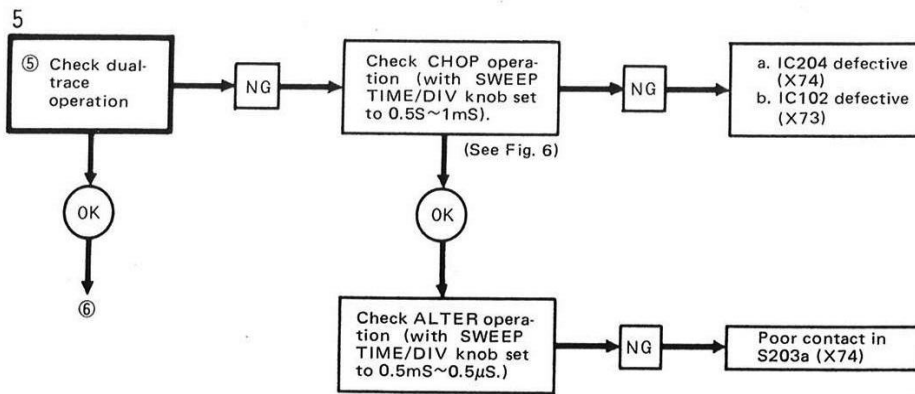 5
⑤ Check dual-
trace
operation
NG
Check CHOP opera-
tion (with SWEEP
TIME/DIV knob set
to 0.5S~1mS).
NG
a. IC204 defective
(X74)
b. IC102 defective
(X73)
(See Fig. 6)
OK
OK
⑥
Check ALTER opera-
tion (with SWEEP
TIME/DIV knob set
to 0.5mS~0.5μS.)
NG
Poor contact in
S203a (X74)